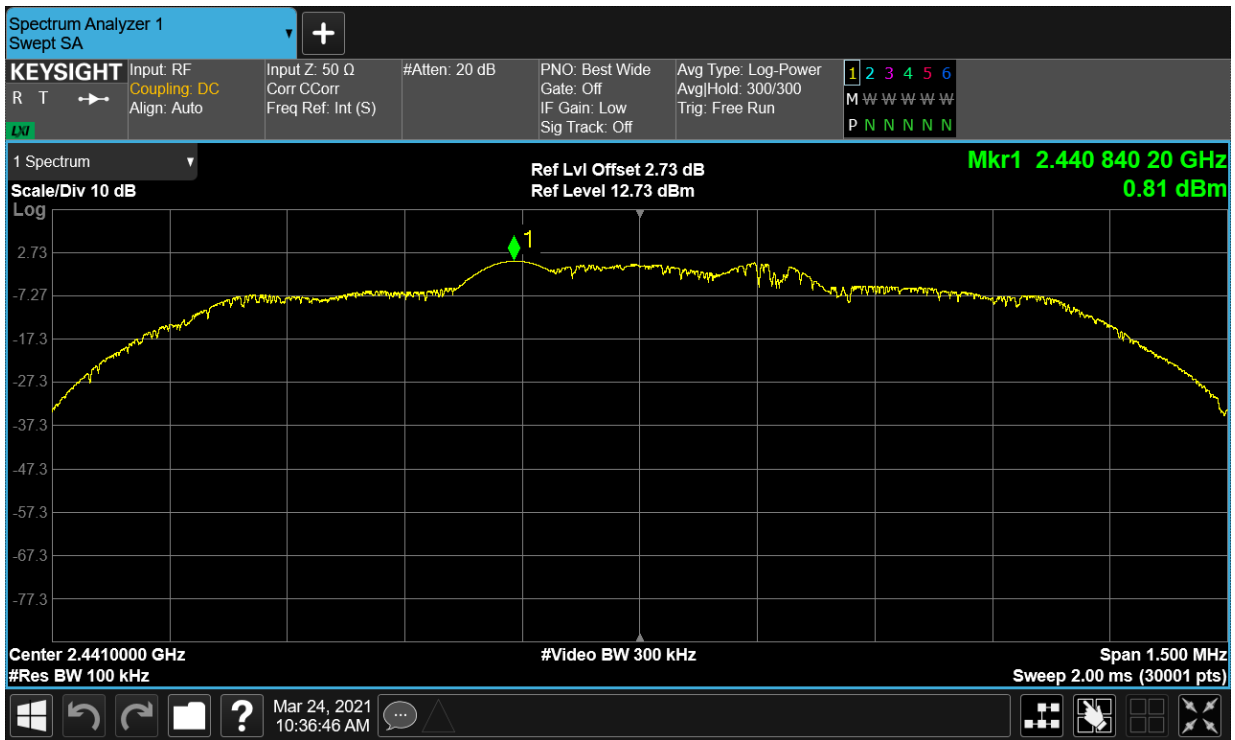 Spectrum Analyzer 1
Swept SA
KEYSIGHT
R T
LXI
Input: RF
Coupling: DC
Align: Auto
Input Z: 50 Ω
Corr CCorr
Freq Ref: Int (S)
#Atten: 20 dB
PNO: Best Wide
Gate: Off
IF Gain: Low
Sig Track: Off
Avg Type: Log-Power
Avg|Hold: 300/300
Trig: Free Run
1 2 3 4 5 6
M W W W W W
P N N N N N
1 Spectrum
Scale/Div 10 dB
Log
Ref Lvl Offset 2.73 dB
Ref Level 12.73 dBm
Mkr1 2.440 840 20 GHz
0.81 dBm
1
2.73
-7.27
-17.3
-27.3
-37.3
-47.3
-57.3
-67.3
-77.3
Center 2.4410000 GHz
#Res BW 100 kHz
#Video BW 300 kHz
Span 1.500 MHz
Sweep 2.00 ms (30001 pts)
?
Mar 24, 2021
10:36:46 AM